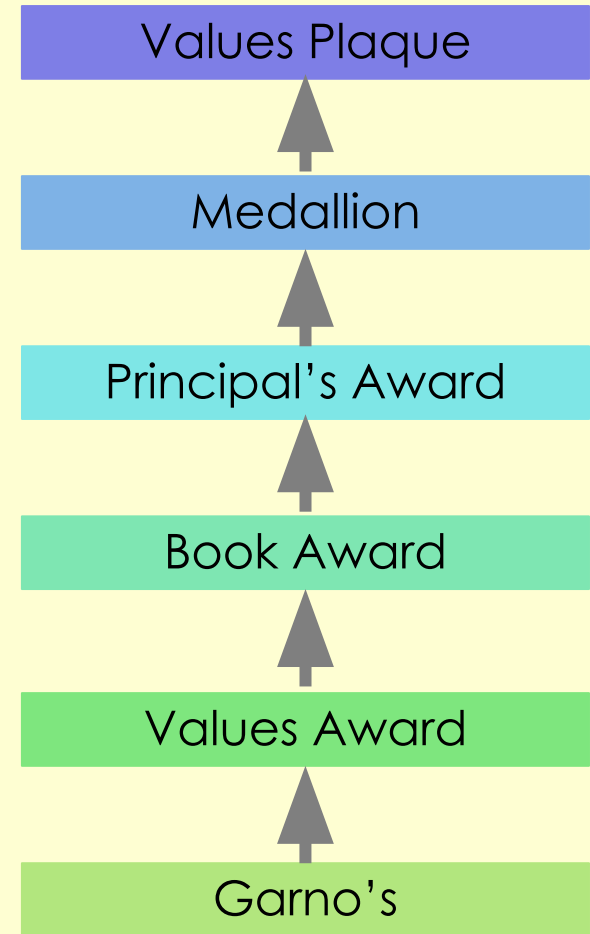 Values Plaque
Medallion
Principal’s Award
Book Award
Values Award
Garno’s